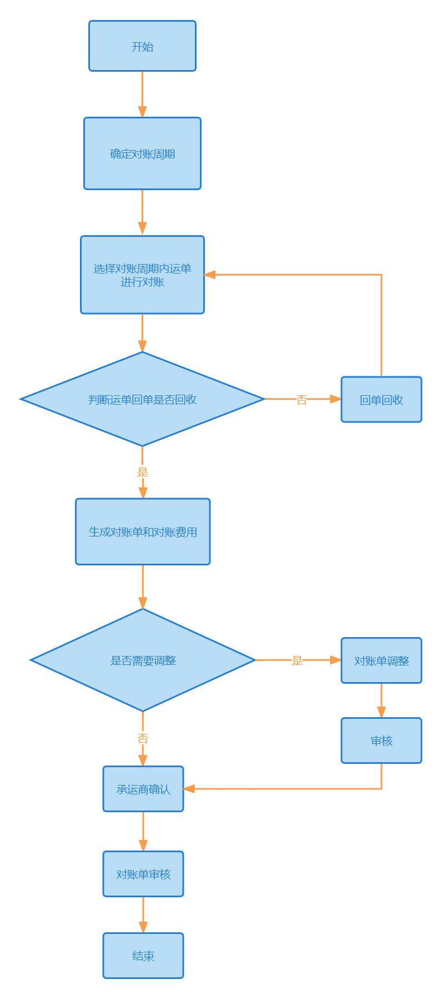 开始
确定对账周期
选择对账周期内运单
进行对账
判断运单回单是否回收
否
回单回收
是
生成对账单和对账费用
是否需要调整
是
对账单调整
审核
否
承运商确认
对账单审核
结束